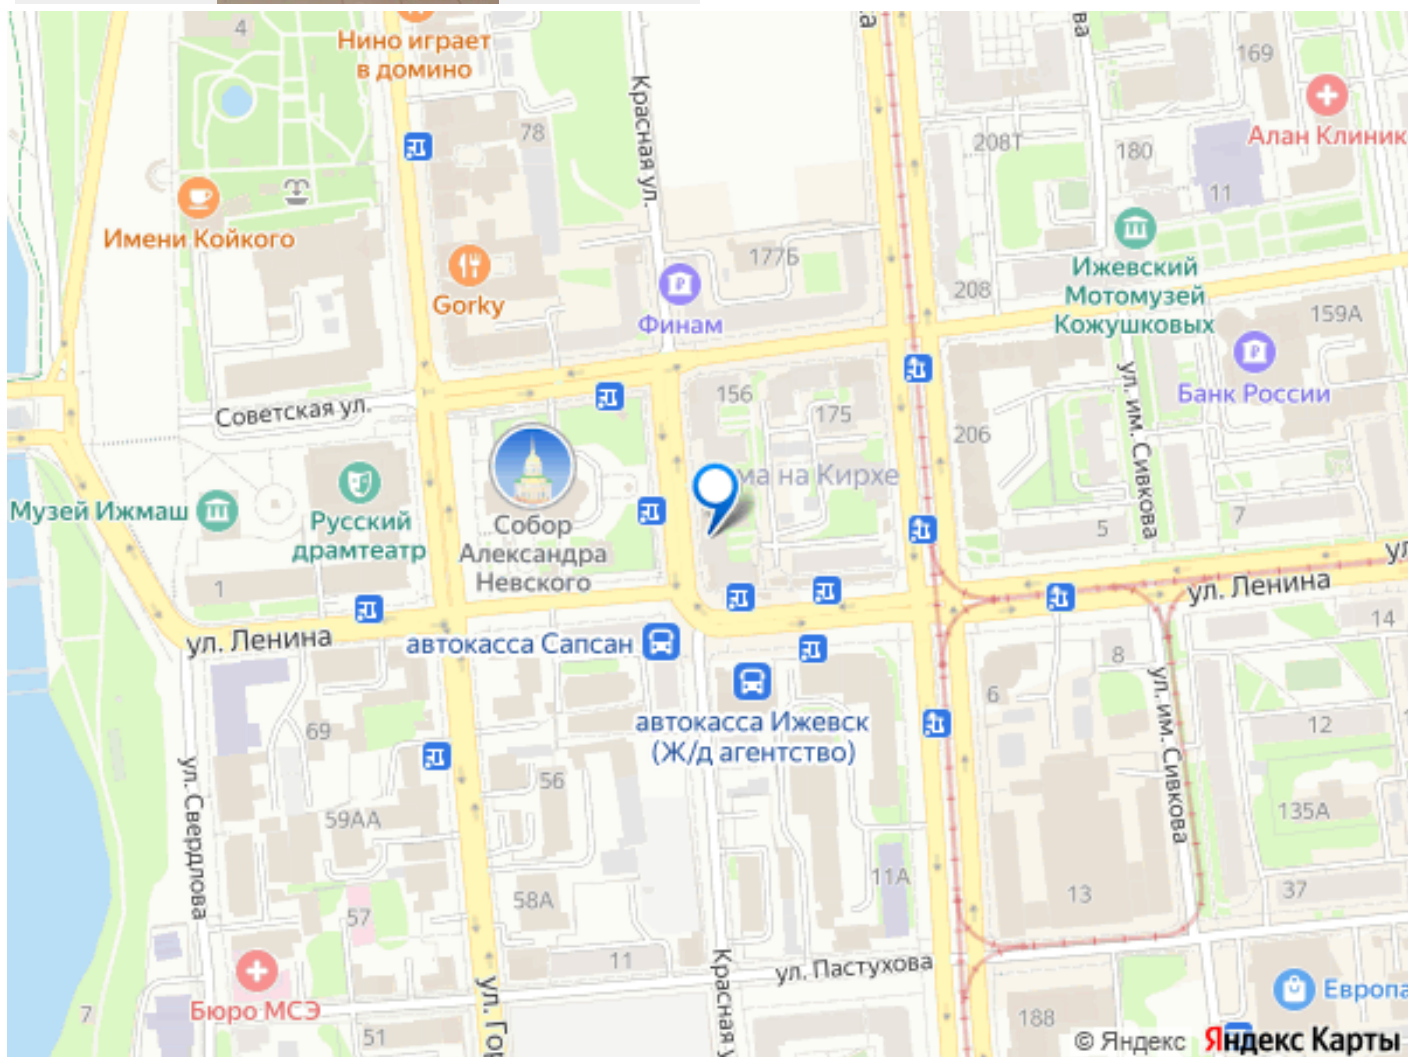 4
Нино играет
в домино
а
ва
169
Красная ул.
78
208Т
180
Алан Клиник
11
Имени Койкого
177Б
Ижевский
Мотомузей
Кожушковых
Gorky
208
Финам
159А
Банк России
Советская ул.
156
175
206
ул. им. Сивкова
ма на Кирхе
Музей Ижмаш
Русский
драмтеатр
Собор
Александра
Невского
5
7
ул
1
ул. Ленина
ул. Ленина
автокасса Сапсан
14
8
6
ул. им. Сивкова
автокасса Ижевск
(Ж/д агентство)
12
69
ул. Свердлова
56
59АА
135А
11А
13
37
58А
57
11
ул. Пастухова
Красная у
ул. Гор
Бюро МСЭ
7
51
188
Европа
© Яндекс
Яндекс Карты